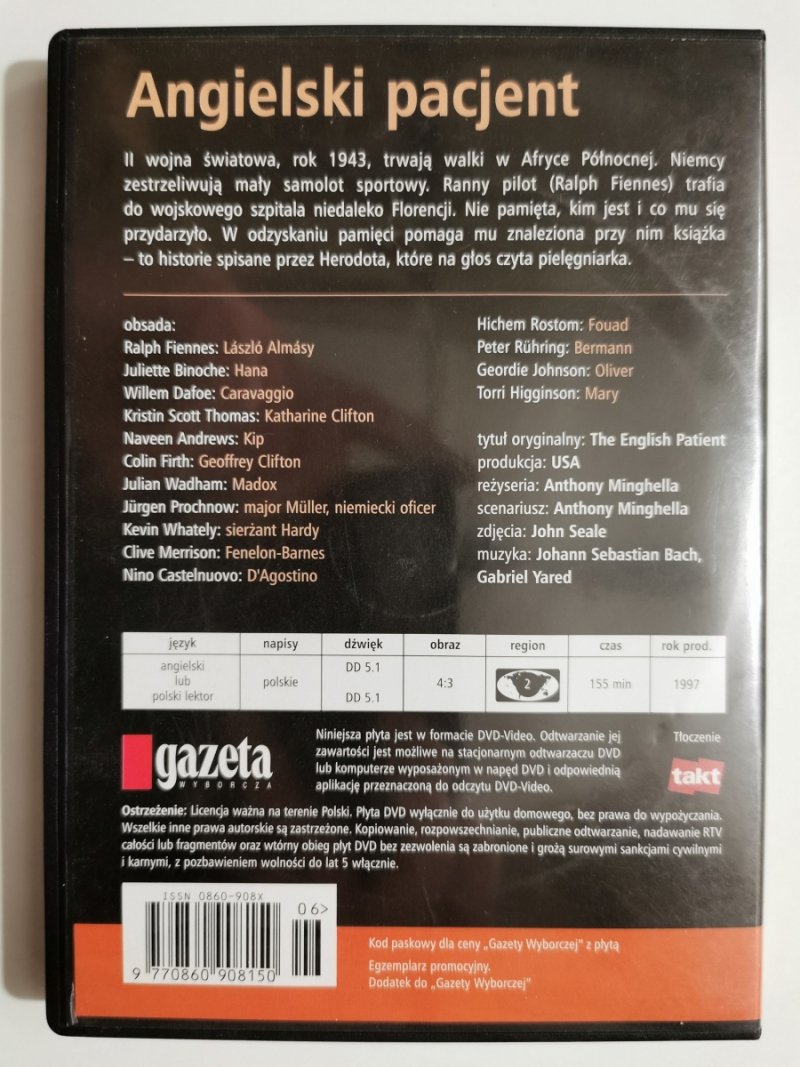 Angielski pacjent
II wojna światowa, rok 1943, trwają walki w Afryce Północnej. Niemcy
zestrzeliwują mały samolot sportowy. Ranny pilot (Ralph Fiennes) trafia
do wojskowego szpitala niedaleko Florencji. Nie pamięta, kim jest i co mu się
przydarzyło. W odzyskaniu pamięci pomaga mu znaleziona przy nim książka
– to historie spisane przez Herodota, które na głos czyta pielęgniarka.
obsada:
Ralph Fiennes: László Almásy
Juliette Binoche: Hana
Willem Dafoe: Caravaggio
Kristin Scott Thomas: Katharine Clifton
Naveen Andrews: Kip
Colin Firth: Geoffrey Clifton
Julian Wadham: Madox
Jürgen Prochnow: major Müller, niemiecki oficer
Kevin Whately: sierżant Hardy
Clive Merrison: Fenelon-Barnes
Nino Castelnuovo: D'Agostino
Hichem Rostom: Fouad
Peter Rühring: Bermann
Geordie Johnson: Oliver
Torri Higginson: Mary
tytuł oryginalny: The English Patient
produkcja: USA
reżyseria: Anthony Minghella
scenariusz: Anthony Minghella
zdjęcia: John Seale
muzyka: Johann Sebastian Bach,
Gabriel Yared
język napisy dźwięk obraz region czas rok prod.
angielski
lub
polski lektor
polskie
DD 5.1
DD 5.1
4:3
2
155 min
1997
gazeta
WYBORCZA
Niniejsza płyta jest w formacie DVD-Video. Odtwarzanie jej
zawartości jest możliwe na stacjonarnym odtwarzaczu DVD
lub komputerze wyposażonym w napęd DVD i odpowiednią
aplikację przeznaczoną do odczytu DVD-Video.
Tłoczenie
takt
Ostrzeżenie: Licencja ważna na terenie Polski. Płyta DVD wyłącznie do użytku domowego, bez prawa do wypożyczania.
Wszelkie inne prawa autorskie są zastrzeżone. Kopiowanie, rozpowszechnianie, publiczne odtwarzanie, nadawanie RTV
całości lub fragmentów oraz wtórny obieg płyt DVD bez zezwolenia są zabronione i grożą surowymi sankcjami cywilnymi
i karnymi, z pozbawieniem wolności do lat 5 włącznie.
ISSN 0860-908X
06>
9 770860 908150
Kod paskowy dla ceny „Gazety Wyborczej” z płytą
Egzemplarz promocyjny.
Dodatek do „Gazety Wyborczej”